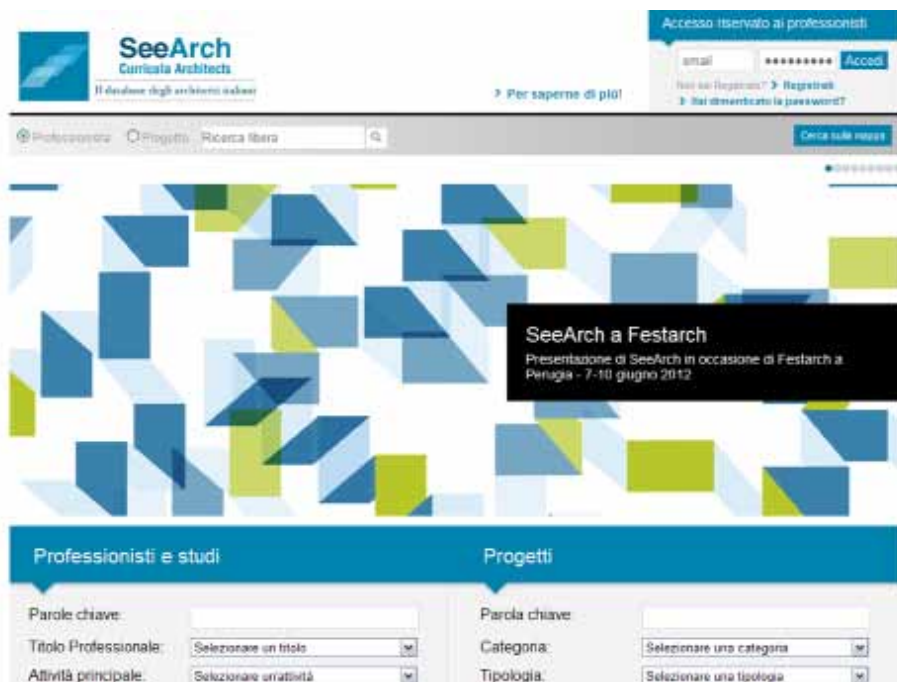 SeeArch
Curricula Architects
Il database degli architetti italiani
Per saperne di più!
Accesso riservato ai professionisti
email
Accedi
Non sei Registrato? Registrati
Hai dimenticato la password?
Professionista Progetto Ricerca libera
Cerca sulla mappa
SeeArch a Festarch
Presentazione di SeeArch in occasione di Festarch a
Perugia - 7-10 giugno 2012
Professionisti e studi
Parole chiave:
Titolo Professionale: Selezionare un titolo
Attività principale: Selezionare un'attività
Progetti
Parola chiave:
Categoria: Selezionare una categoria
Tipologia: Selezionare una tipologia